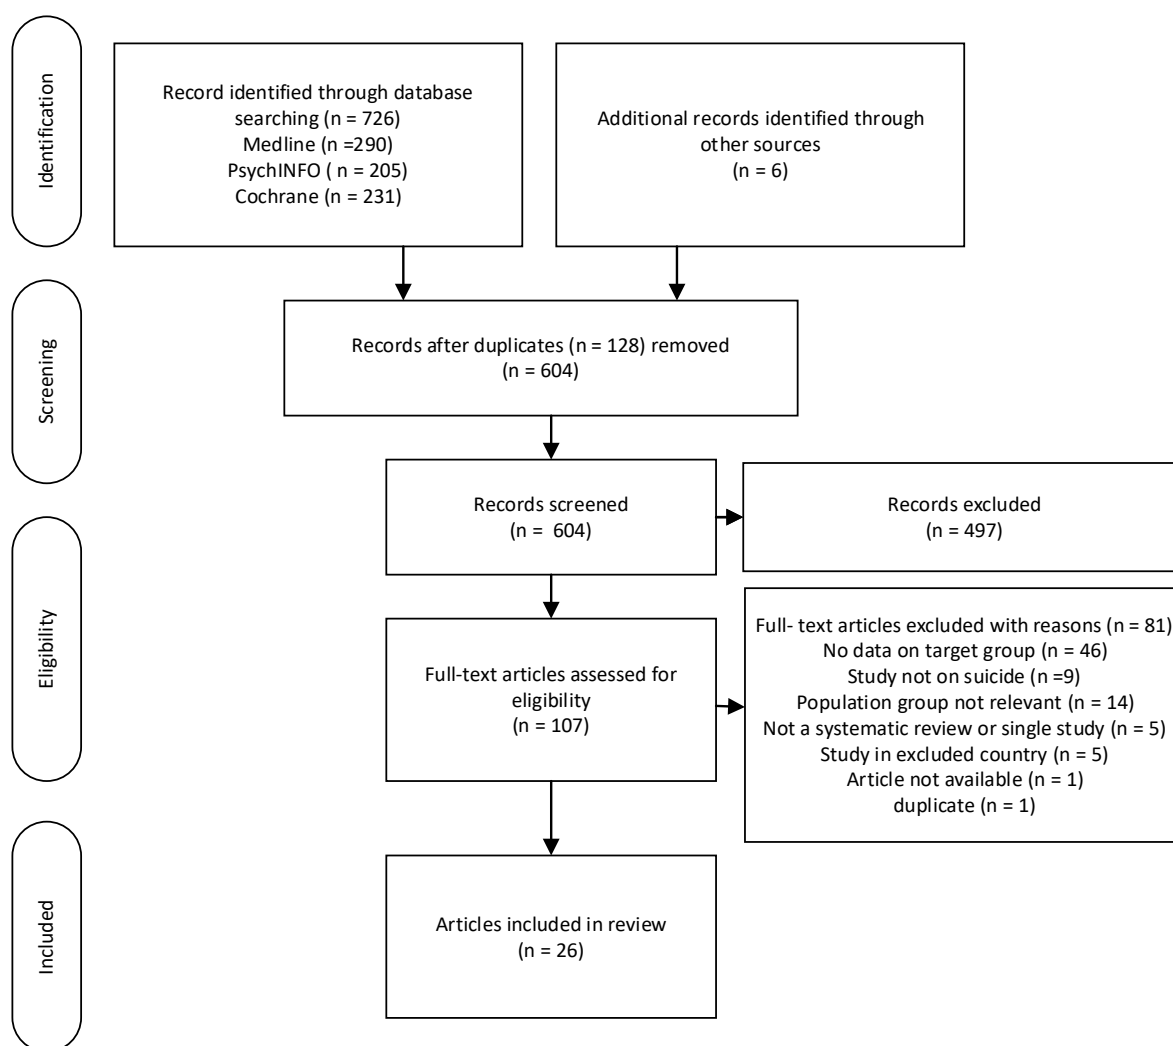 Identification
Record identified through database
searching (n = 726)
Medline (n =290)
PsychINFO ( n = 205)
Cochrane (n = 231)
Additional records identified through
other sources
(n = 6)
Screening
Records after duplicates (n = 128) removed
(n = 604)
Records screened
(n =  604)
Records excluded
(n = 497)
Eligibility
Full-text articles assessed for
eligibility
(n = 107)
Full- text articles excluded with reasons (n = 81)
No data on target group (n = 46)
Study not on suicide (n =9)
Population group not relevant (n = 14)
Not a systematic review or single study (n = 5)
Study in excluded country (n = 5)
Article not available (n = 1)
duplicate (n = 1)
Included
Articles included in review
(n = 26)